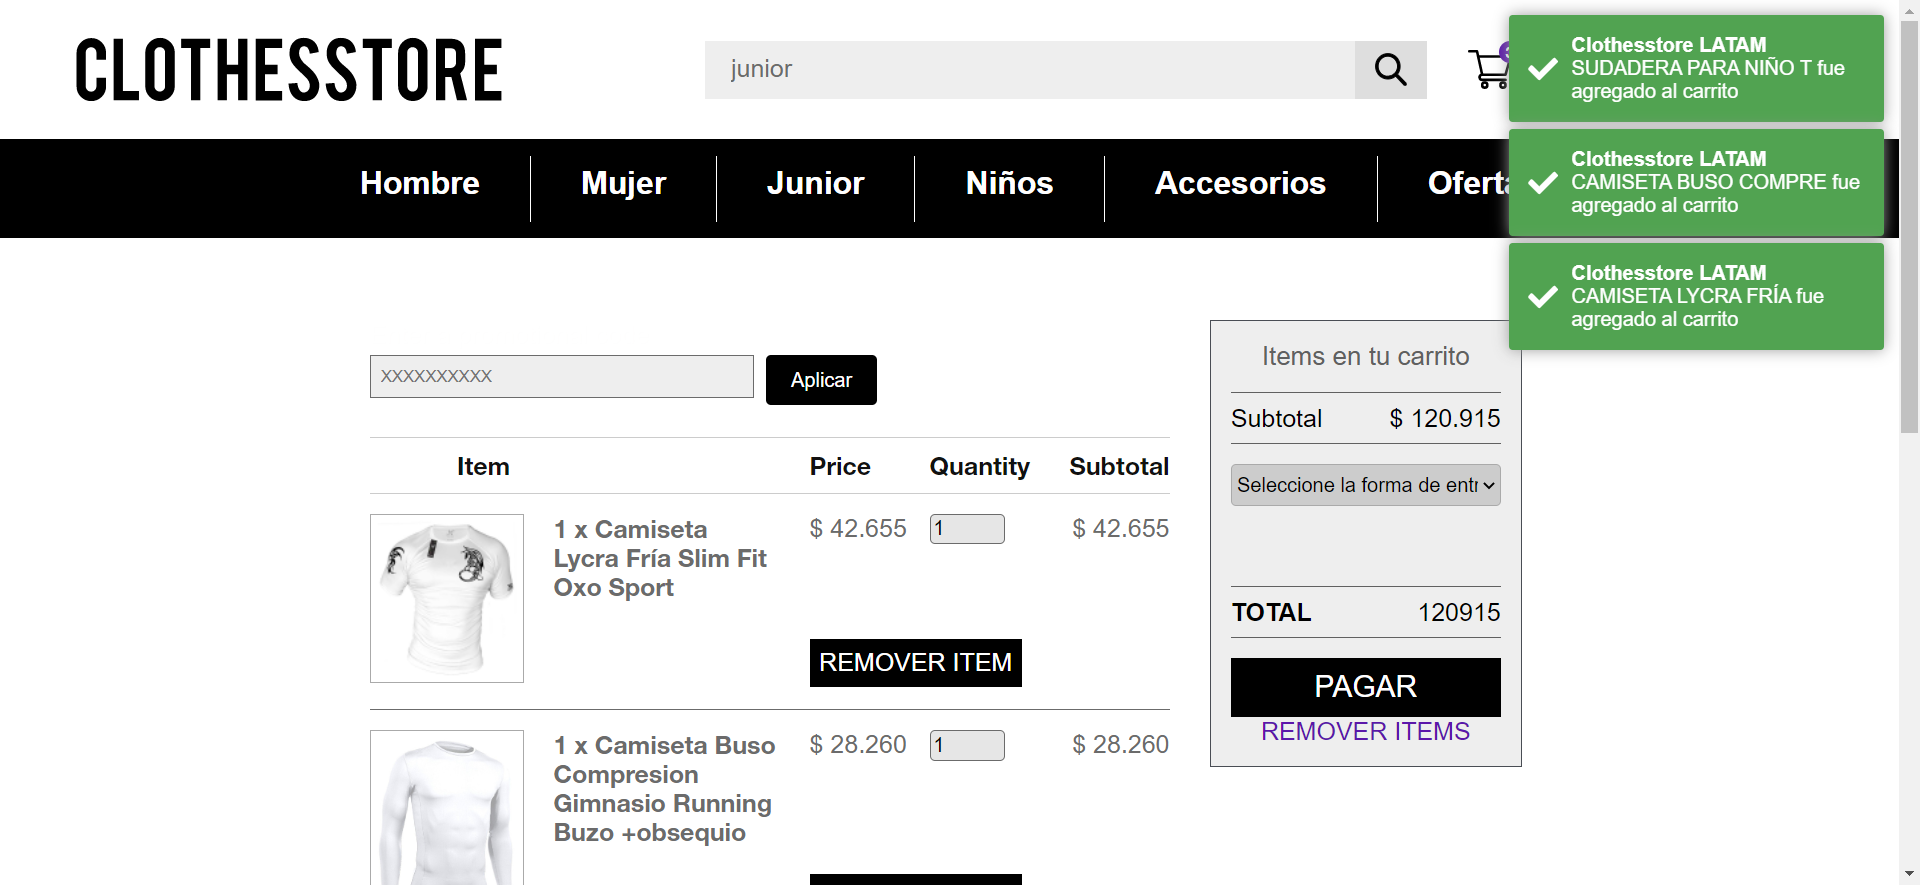 CLOTHESSTORE
junior
Clothesstore LATAM
SUDADERA PARA NIÑO T fue
agregado al carrito
Hombre
Mujer
Junior
Niños
Accesorios
Clothesstore LATAM
CAMISETA BUSO COMPRE fue
agregado al carrito
Clothesstore LATAM
CAMISETA LYCRA FRÍA fue
agregado al carrito
XXXXXXXXXX
Aplicar
Item
Price
Quantity
Subtotal
1 x Camiseta
Lycra Fría Slim Fit
Oxo Sport
$ 42.655
1
$ 42.655
REMOVER ITEM
1 x Camiseta Buso
Compresion
Gimnasio Running
Buzo +obsequio
$ 28.260
1
$ 28.260
Items en tu carrito
Subtotal
$ 120.915
Seleccione la forma de entr
TOTAL
120915
PAGAR
REMOVER ITEMS